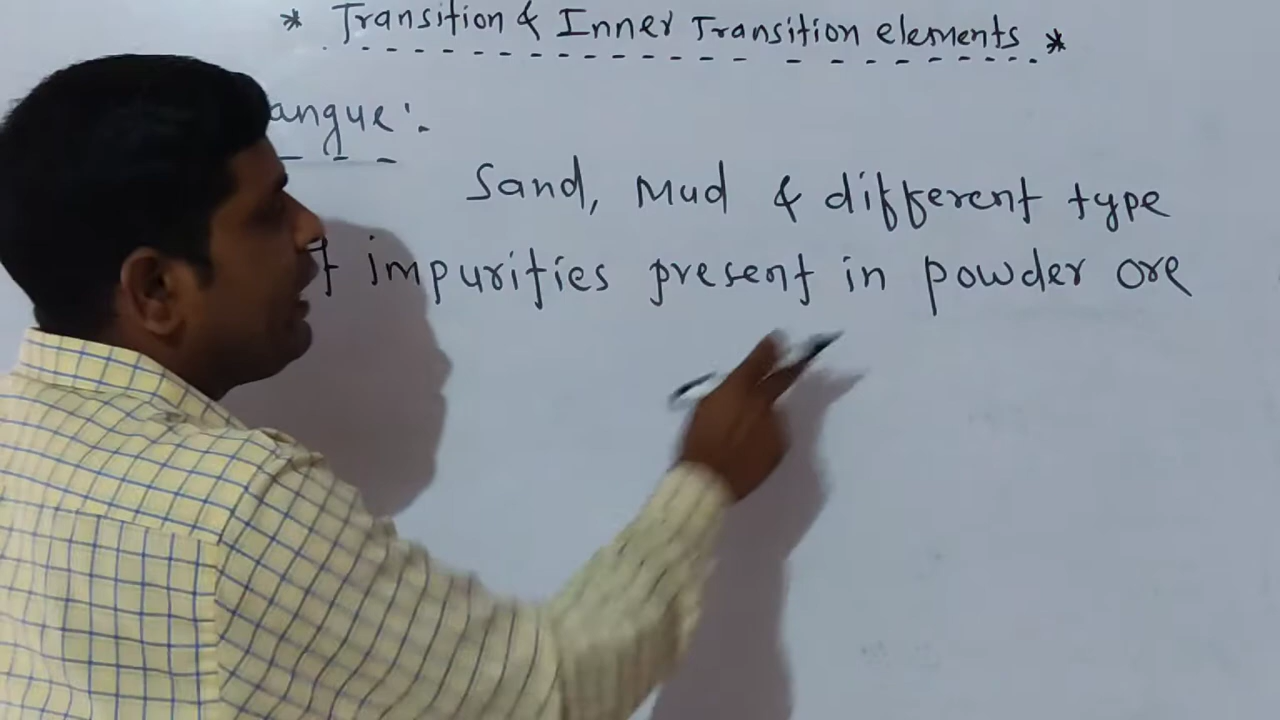 * Transition & Inner Transition elements *
angue :-
Sand, Mud & different type
f impurities present in powder ore